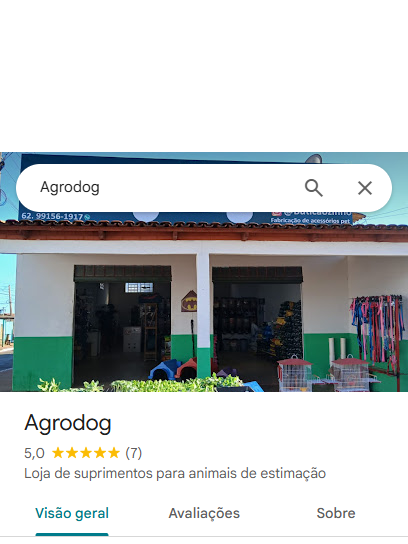 Agrodog
62. 99156-1917
Fabricação de acessórios pet
Agrodog
5,0 (7)
Loja de suprimentos para animais de estimação
Visão geral Avaliações Sobre